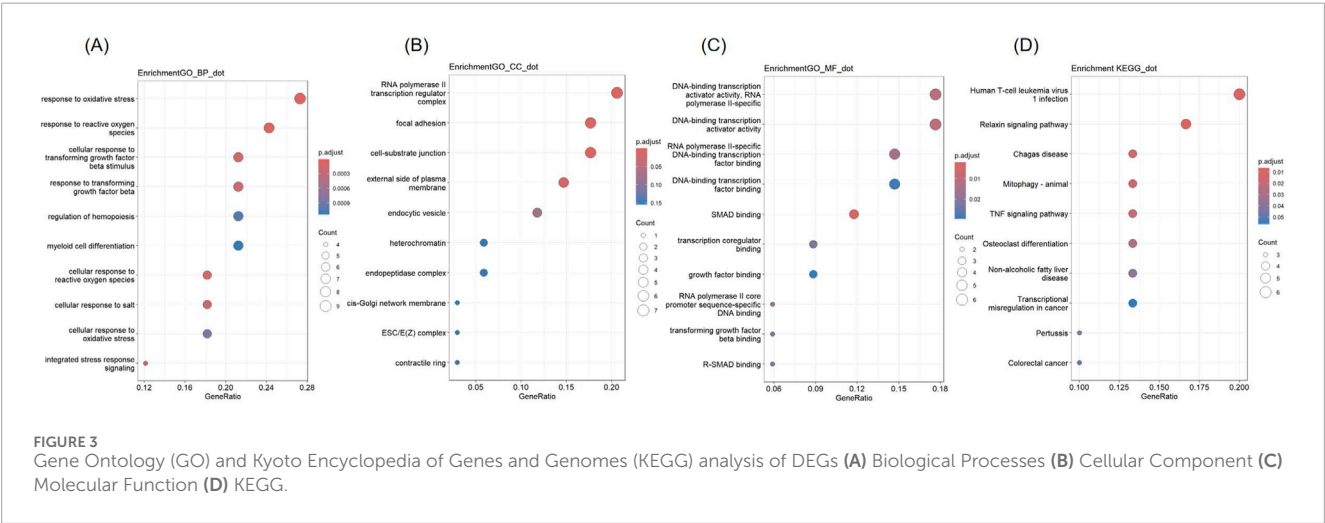 (A)
EnrichmentGO_BP_dot
response to oxidative stress
response to reactive oxygen
species
cellular response to
transforming growth factor
beta stimulus
response to transforming
growth factor beta
regulation of hemopoiesis
myeloid cell differentiation
cellular response to
reactive oxygen species
cellular response to salt
cellular response to
oxidative stress
integrated stress response
signaling
0.12 0.16 0.20 0.24 0.28
GeneRatio
p.adjust
0.0003
0.0006
0.0009
Count
4
5
6
7
8
9
(B)
EnrichmentGO_CC_dot
RNA polymerase II
transcription regulator
complex
focal adhesion
cell-substrate junction
external side of plasma
membrane
endocytic vesicle
heterochromatin
endopeptidase complex
cis-Golgi network membrane
ESC/E(Z) complex
contractile ring
0.05 0.10 0.15 0.20
GeneRatio
p.adjust
0.05
0.10
0.15
Count
1
2
3
4
5
6
7
(C)
EnrichmentGO_MF_dot
DNA-binding transcription
activator activity, RNA
polymerase II-specific
DNA-binding transcription
activator activity
RNA polymerase II-specific
DNA-binding transcription
factor binding
DNA-binding transcription
factor binding
SMAD binding
transcription coregulator
binding
growth factor binding
RNA polymerase II core
promoter sequence-specific
DNA binding
transforming growth factor
beta binding
R-SMAD binding
0.06 0.09 0.12 0.15 0.18
GeneRatio
p.adjust
0.01
0.02
Count
2
3
4
5
6
(D)
Enrichment KEGG_dot
Human T-cell leukemia virus
1 infection
Relaxin signaling pathway
Chagas disease
Mitophagy - animal
TNF signaling pathway
Osteoclast differentiation
Non-alcoholic fatty liver
disease
Transcriptional
misregulation in cancer
Pertussis
Colorectal cancer
0.100 0.125 0.150 0.175 0.200
GeneRatio
p.adjust
0.01
0.02
0.03
0.04
0.05
Count
3
4
5
6
FIGURE 3
Gene Ontology (GO) and Kyoto Encyclopedia of Genes and Genomes (KEGG) analysis of DEGs (A) Biological Processes (B) Cellular Component (C)
Molecular Function (D) KEGG.